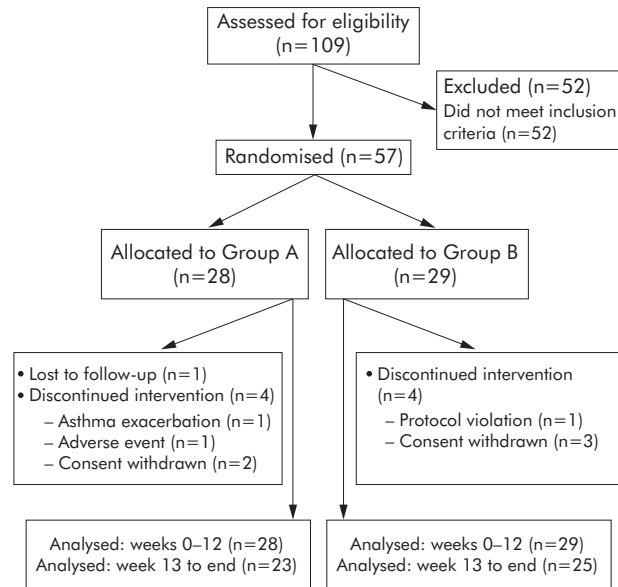 Assessed for eligibility
(n=109)
Excluded (n=52)
Did not meet inclusion
criteria (n=52)
Randomised (n=57)
Allocated to Group A
(n=28)
Allocated to Group B
(n=29)
• Lost to follow-up (n=1)
• Discontinued intervention (n=4)
– Asthma exacerbation (n=1)
– Adverse event (n=1)
– Consent withdrawn (n=2)
• Discontinued intervention
(n=4)
– Protocol violation (n=1)
– Consent withdrawn (n=3)
Analysed: weeks 0–12 (n=28)
Analysed: week 13 to end (n=23)
Analysed: weeks 0–12 (n=29)
Analysed: week 13 to end (n=25)